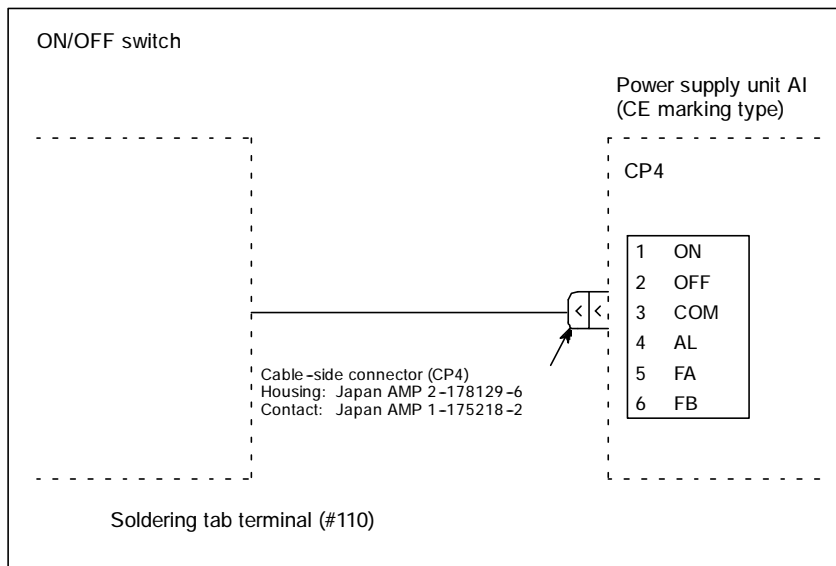 ON/OFF switch
Power supply unit AI
(CE marking type)
CP4
1 ON
2 OFF
3 COM
4 AL
5 FA
6 FB
Cable-side connector (CP4)
Housing: Japan AMP 2-178129-6
Contact: Japan AMP 1-175218-2
Soldering tab terminal (#110)